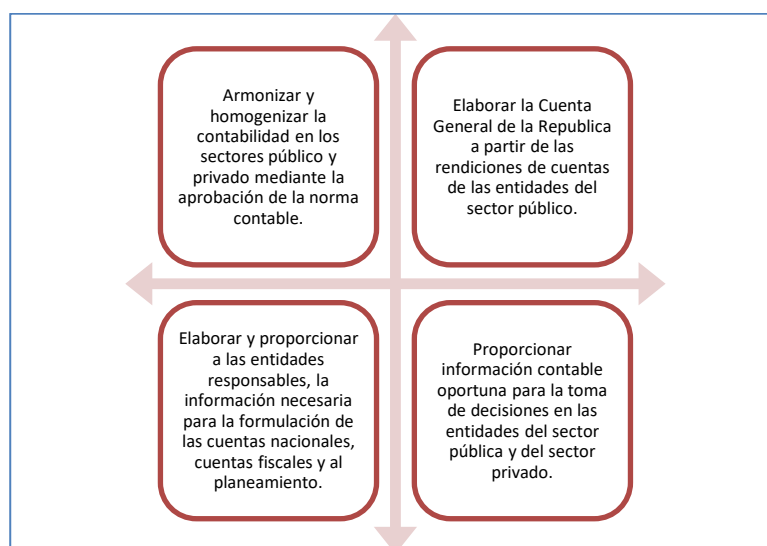 Armonizar y
homogenizar la
contabilidad en los
sectores público y
privado mediante la
aprobación de la norma
contable.
Elaborar la Cuenta
General de la Republica
a partir de las
rendiciones de cuentas
de las entidades del
sector público.
Elaborar y proporcionar
a las entidades
responsables, la
información necesaria
para la formulación de
las cuentas nacionales,
cuentas fiscales y al
planeamiento.
Proporcionar
información contable
oportuna para la toma
de decisiones en las
entidades del sector
pública y del sector
privado.